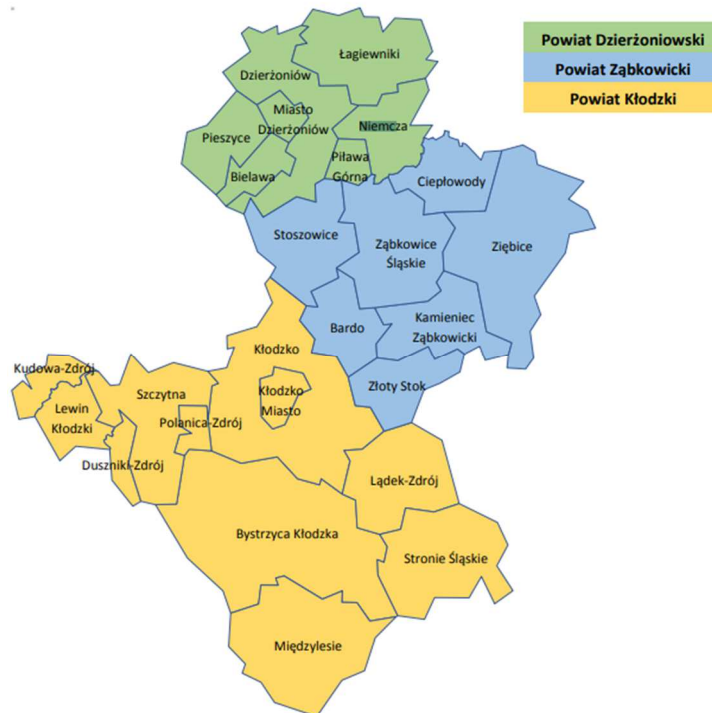 Powiat Dzierżoniowski
Powiat Ząbkowicki
Powiat Kłodzki
Łagiewniki
Dzierżoniów
Miasto
Dzierżoniów
Niemcza
Pieszyce
Piława
Górna
Bielawa
Ciepłowody
Stoszowice
Ząbkowice
Śląskie
Ziębice
Bardo
Kamieniec
Ząbkowicki
Kłodzko
Złoty Stok
Kudowa-Zdrój
Szczytna
Kłodzko
Miasto
Lewin
Kłodzki
Polanica-Zdrój
Duszniki-Zdrój
Lądek-Zdrój
Bystrzyca Kłodzka
Stronie Śląskie
Międzylesie